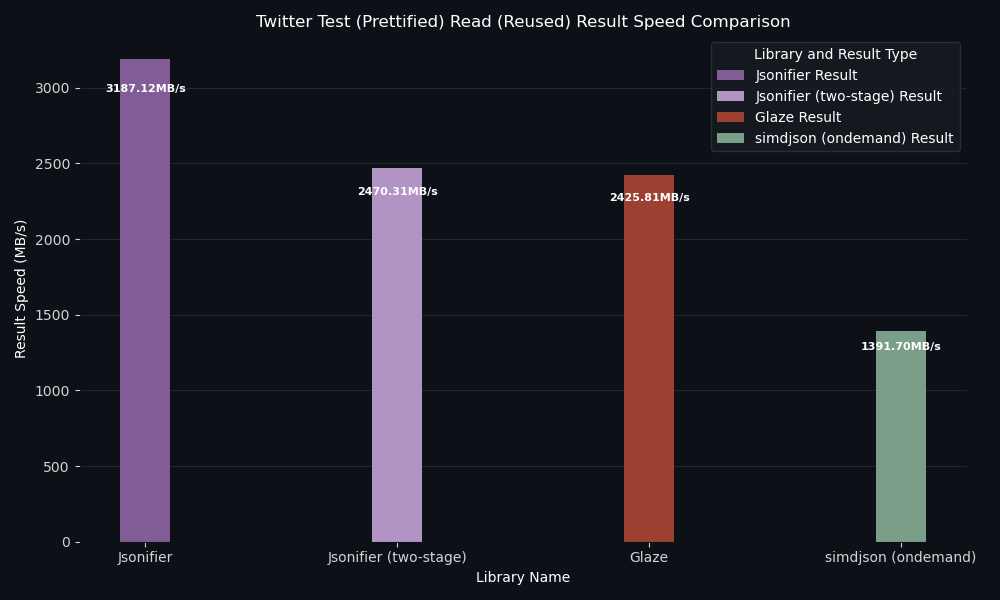 Twitter Test (Prettified) Read (Reused) Result Speed Comparison
Library and Result Type
Jsonifier Result
Jsonifier (two-stage) Result
Glaze Result
simdjson (ondemand) Result
3187.12MB/s
2470.31MB/s
2425.81MB/s
1391.70MB/s
Result Speed (MB/s)
3000
2500
2000
1500
1000
500
0
Jsonifier
Jsonifier (two-stage)
Glaze
simdjson (ondemand)
Library Name